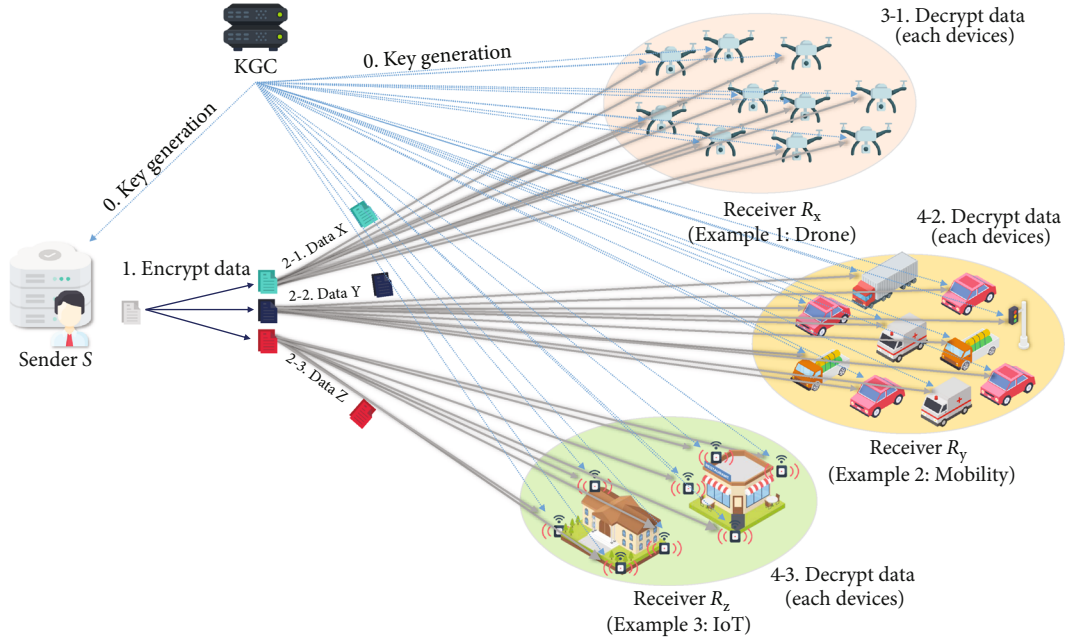 KGC
0. Key generation
0. Key generation
3-1. Decrypt data
(each devices)
Receiver Rx
(Example 1: Drone)
4-2. Decrypt data
(each devices)
1. Encrypt data
2-1. Data X
2-2. Data Y
2-3. Data Z
Sender S
Receiver Ry
(Example 2: Mobility)
4-3. Decrypt data
(each devices)
Receiver Rz
(Example 3: IoT)